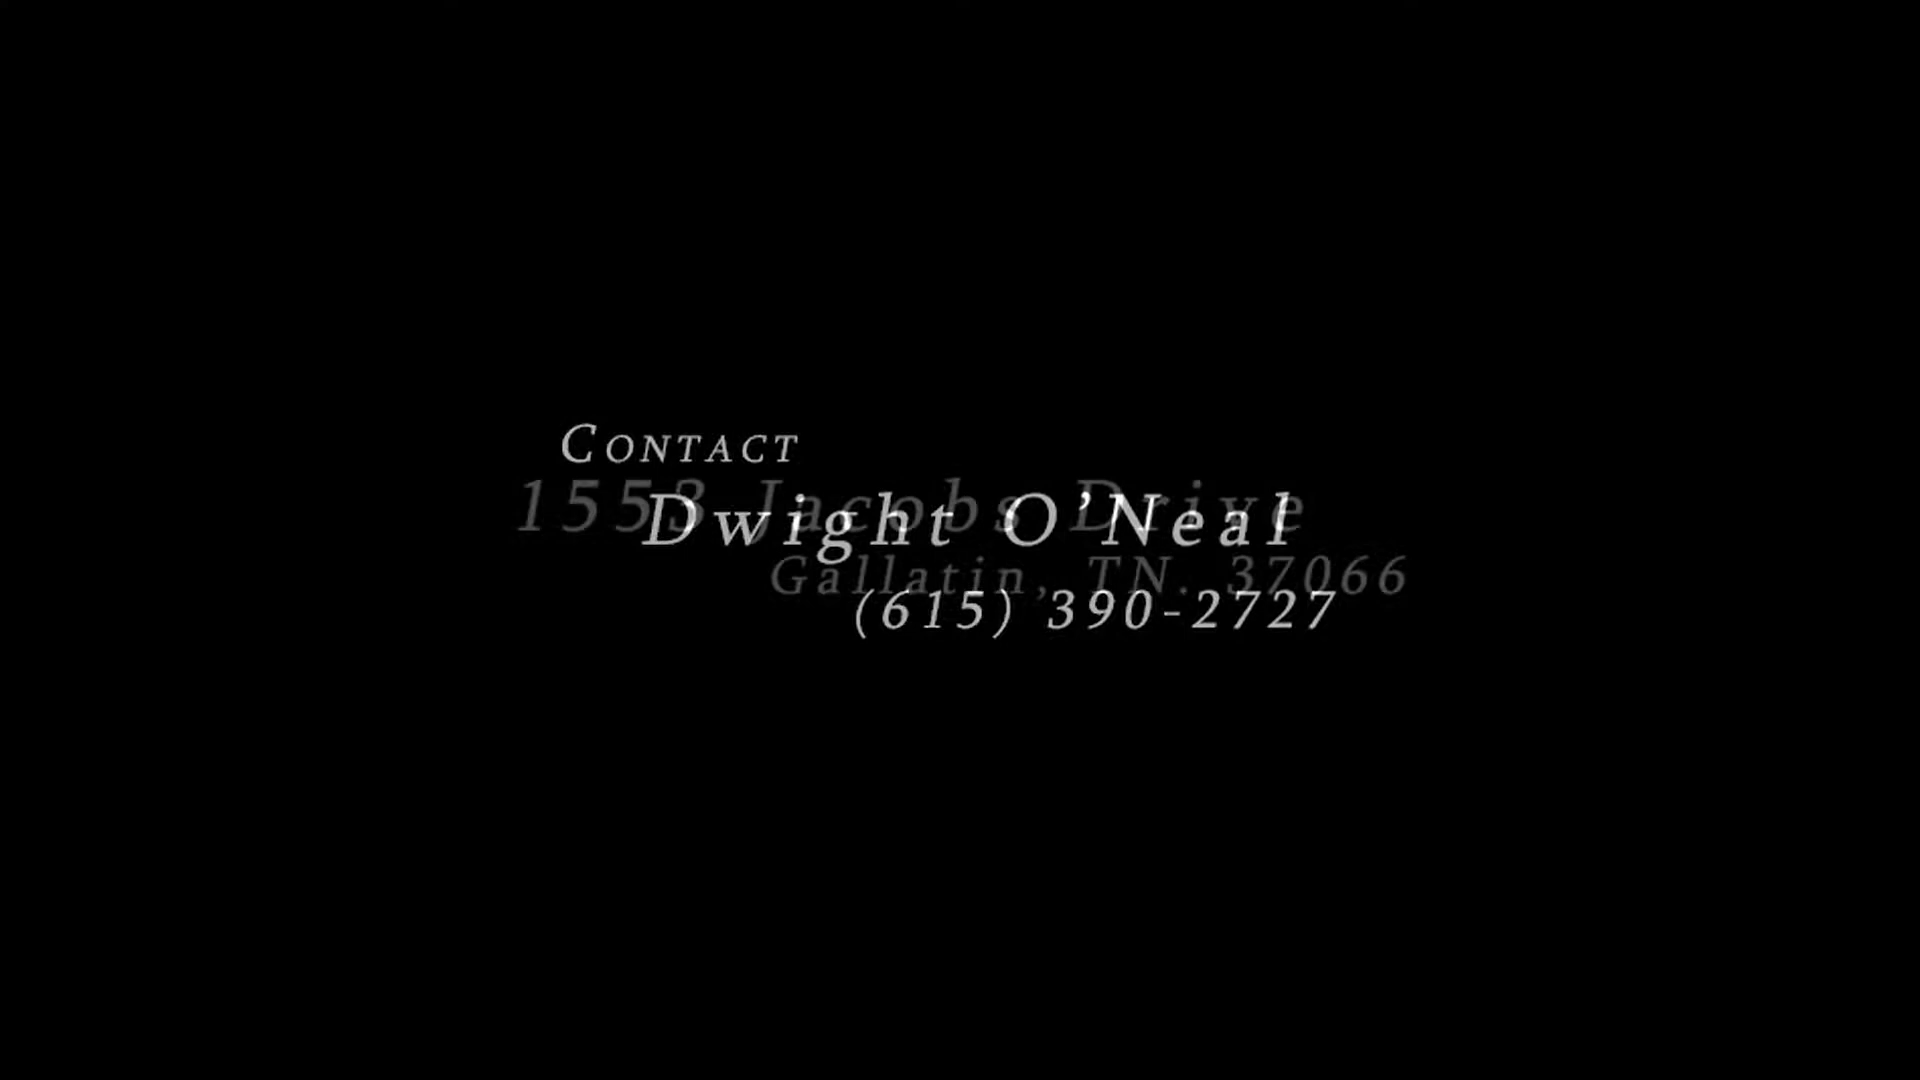 Contact
1553 Jacobs Drive
Dwight O’Neal
Gallatin, TN. 37066
(615) 390-2727